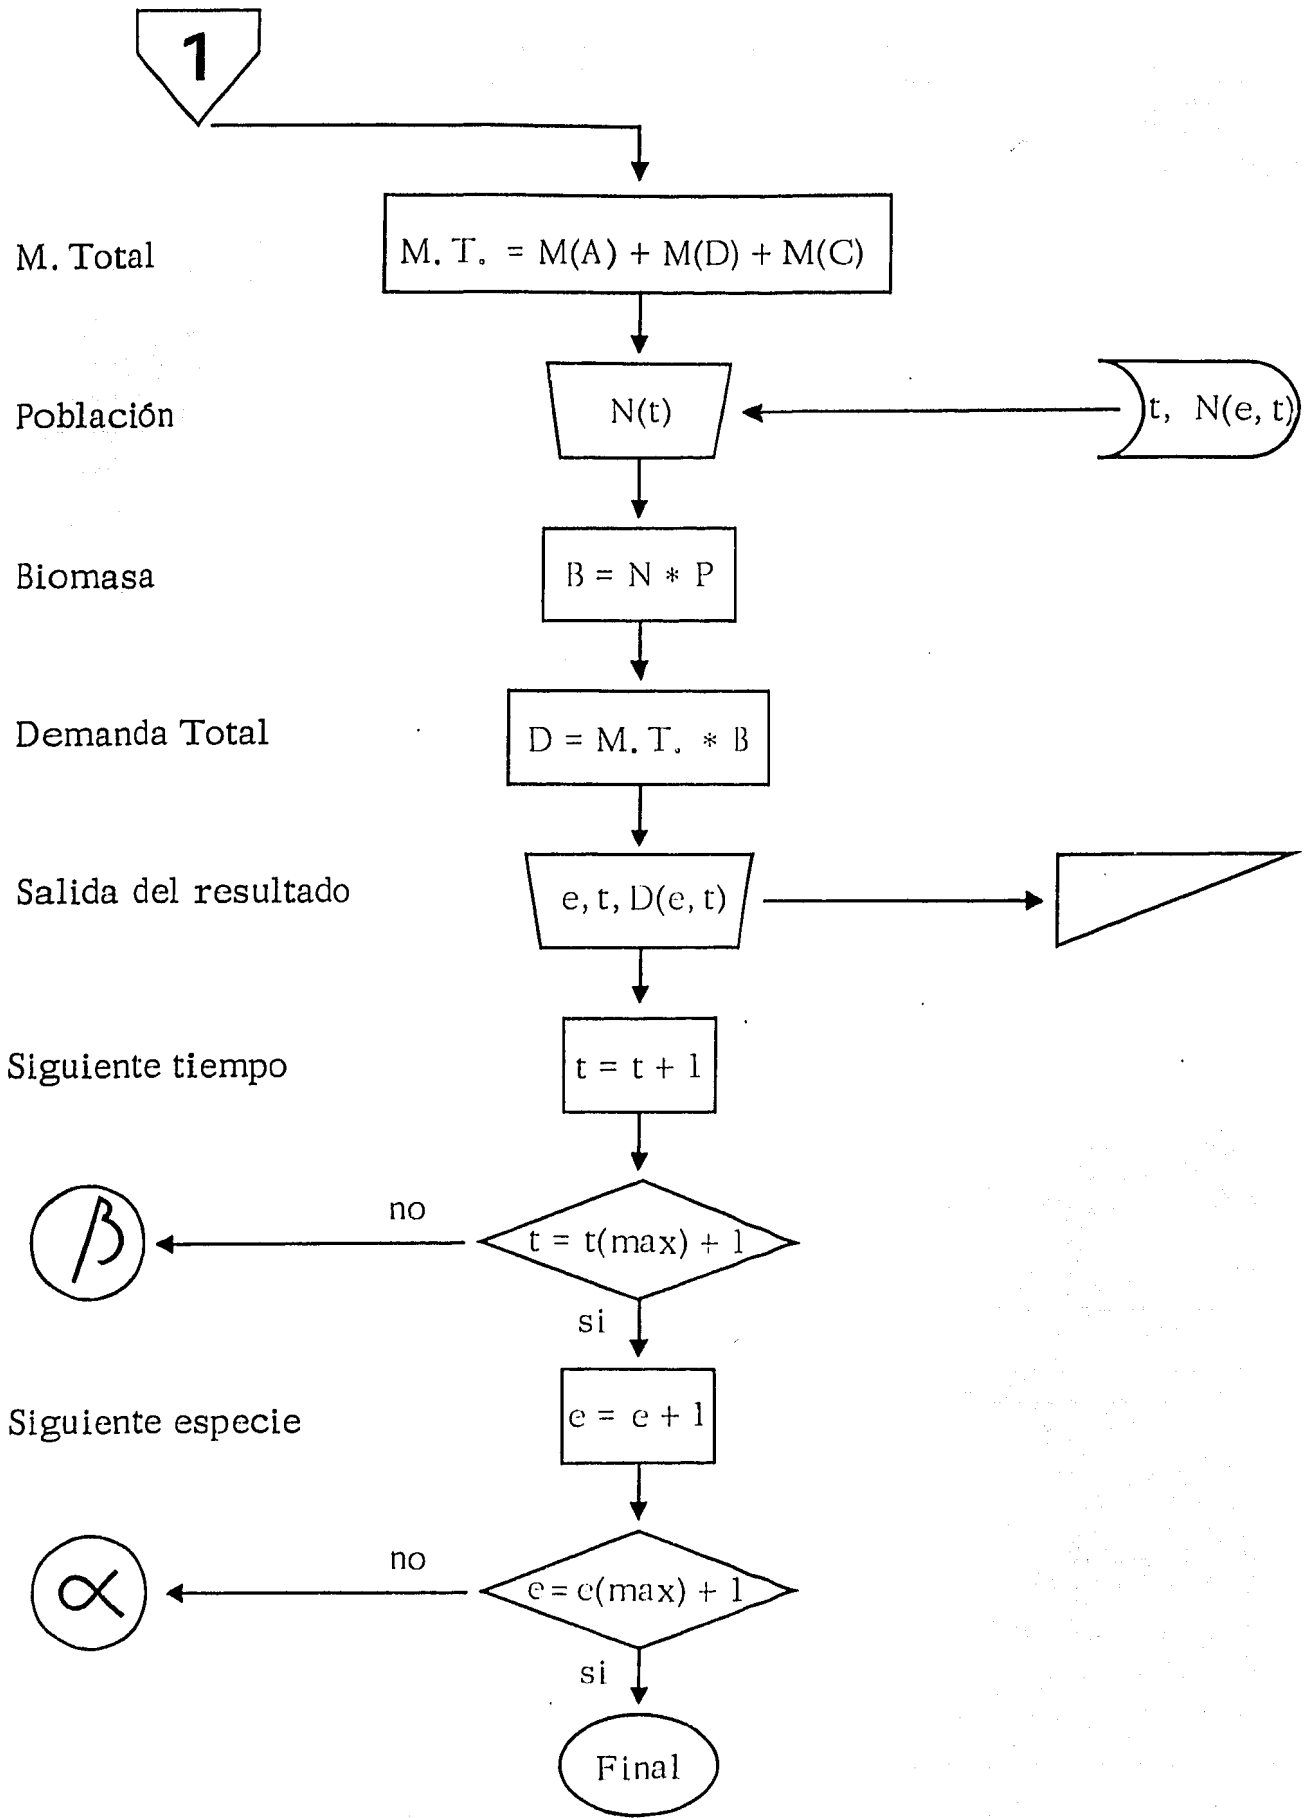 1
M. Total
M. T. = M(A) + M(D) + M(C)
Población
N(t)
t, N(e, t)
Biomasa
B = N * P
Demanda Total
D = M. T. * B
Salida del resultado
e, t, D(e, t)
Siguiente tiempo
t = t + 1
β
no
t = t(max) + 1
si
Siguiente especie
e = e + 1
α
no
e = e(max) + 1
si
Final